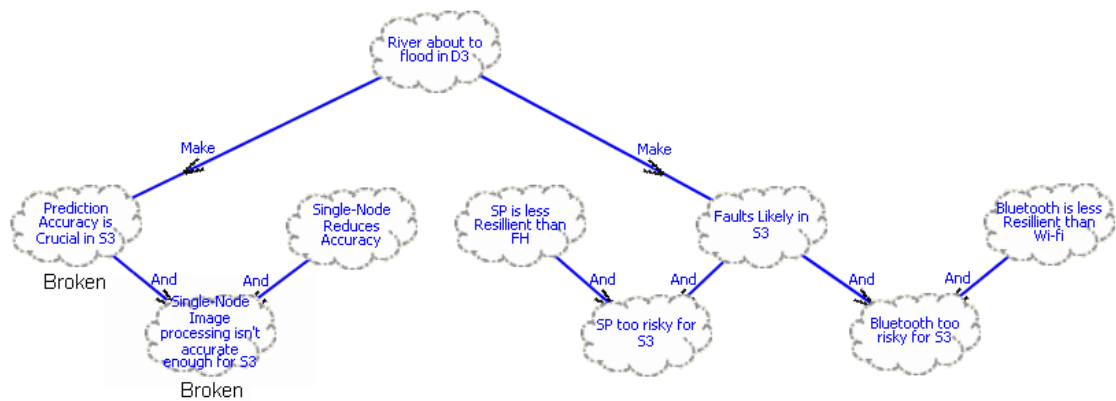 River about to
flood in D3
Make
Make
Prediction
Accuracy is
Crucial in S3
Single-Node
Reduces
Accuracy
SP is less
Resillient than
FH
Faults Likely in
S3
Bluetooth is less
Resillient than
Wi-fi
Broken
And
And
And
And
And
And
Single-Node
Image
processing isn't
accurate
enough for S3
SP too risky for
S3
Bluetooth too
risky for S3
Broken